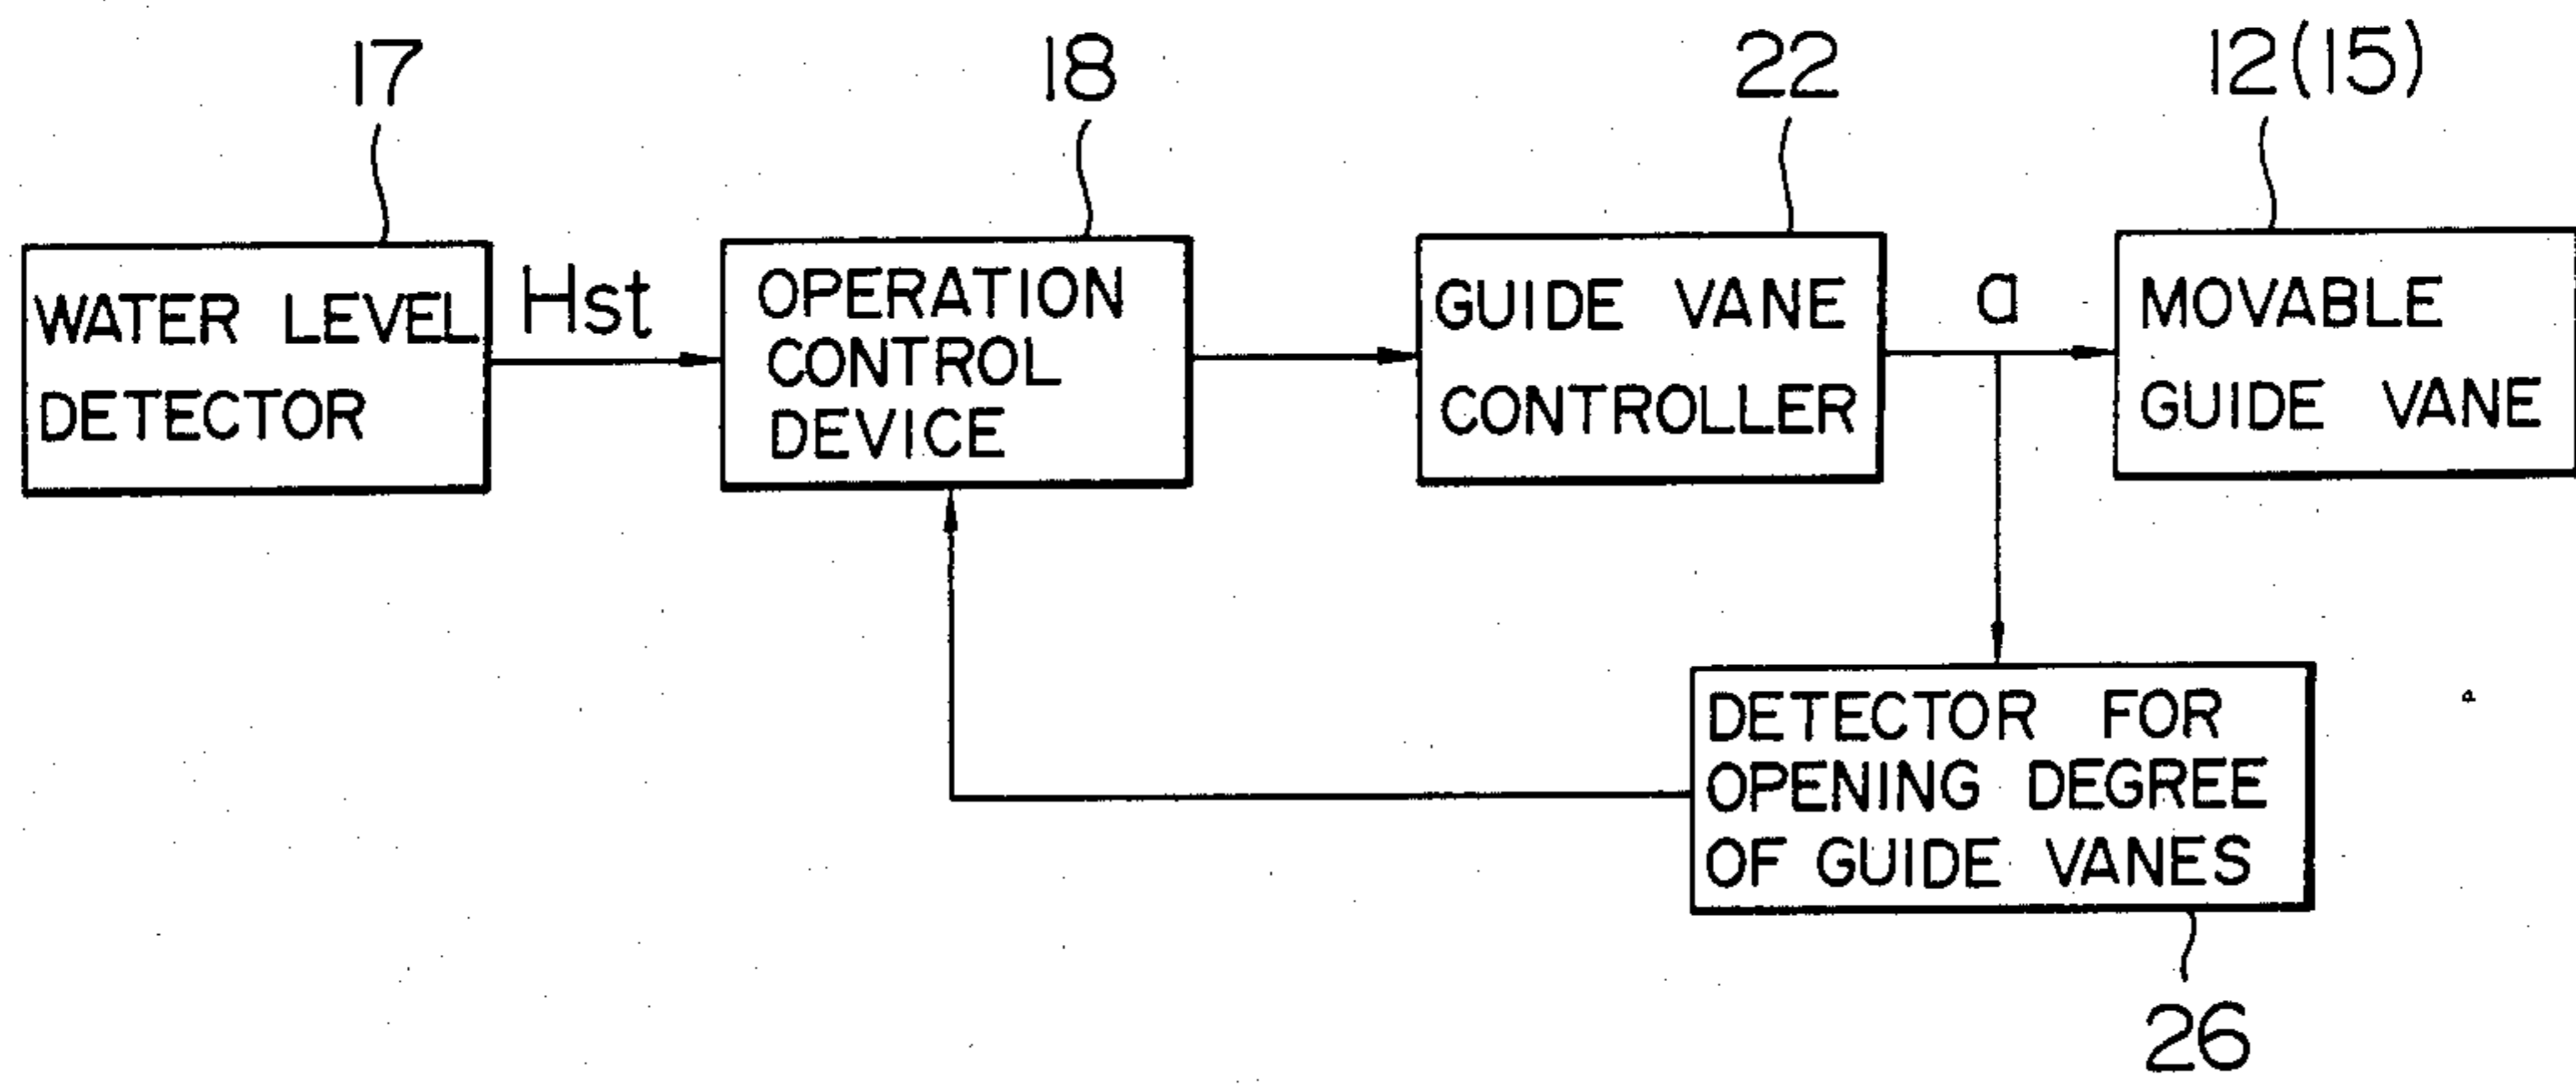 17
18
22
12(15)
WATER LEVEL
DETECTOR
Hst
OPERATION
CONTROL
DEVICE
GUIDE VANE
CONTROLLER
a
MOVABLE
GUIDE VANE
DETECTOR FOR
OPENING DEGREE
OF GUIDE VANES
26